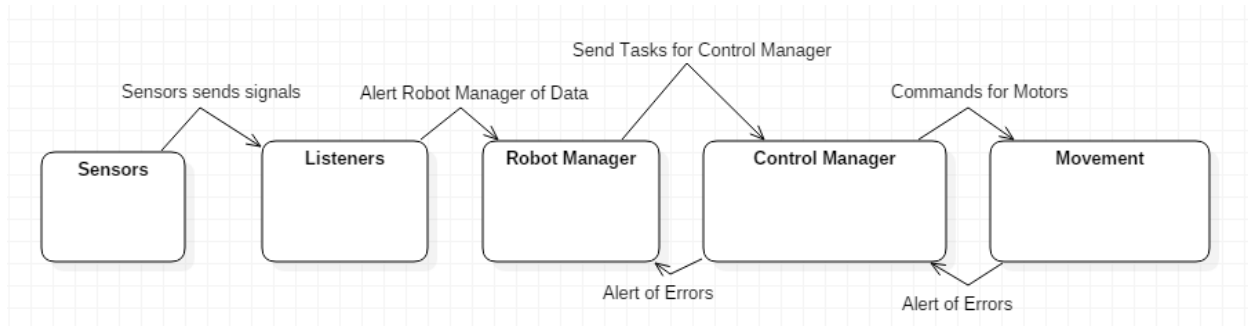 Send Tasks for Control Manager
Sensors sends signals
Alert Robot Manager of Data
Commands for Motors
Sensors
Listeners
Robot Manager
Control Manager
Movement
Alert of Errors
Alert of Errors